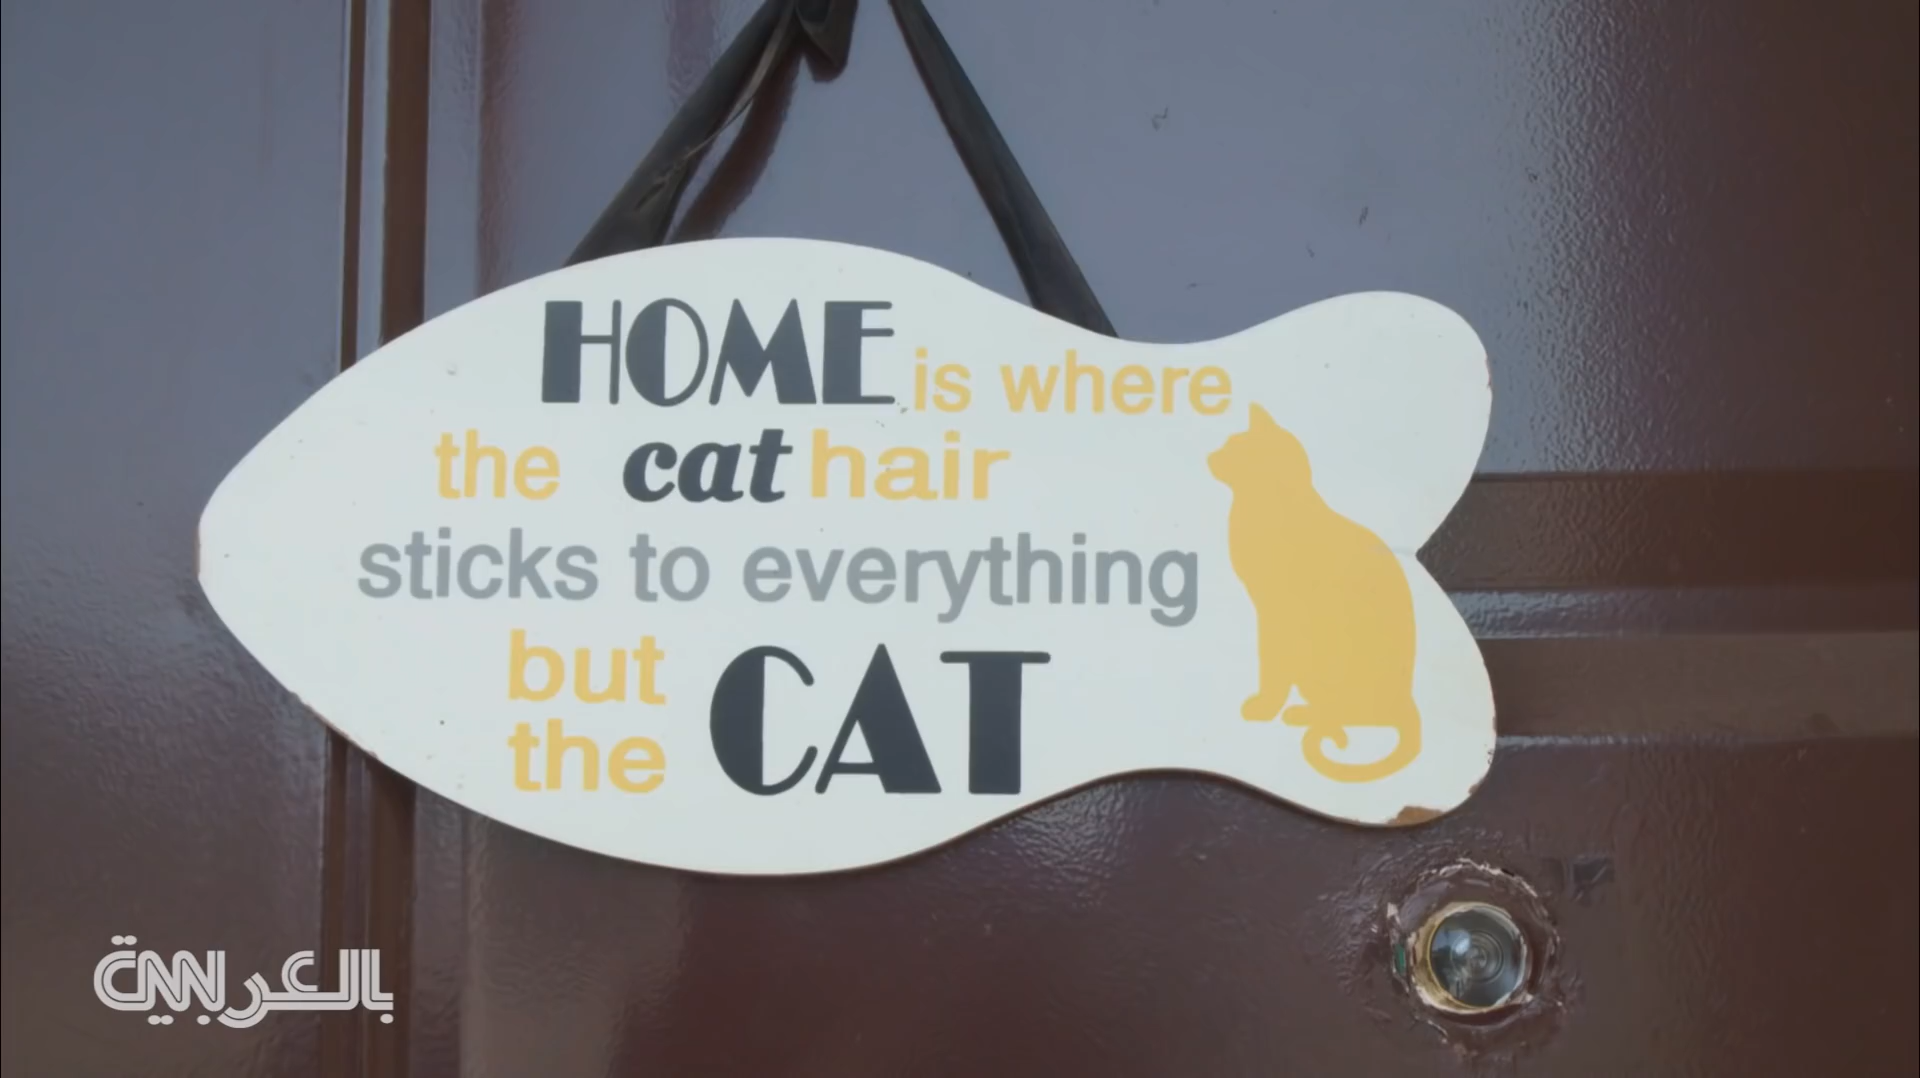 HOME is where
the cat hair
sticks to everything
but
the CAT
CNN بالعربية